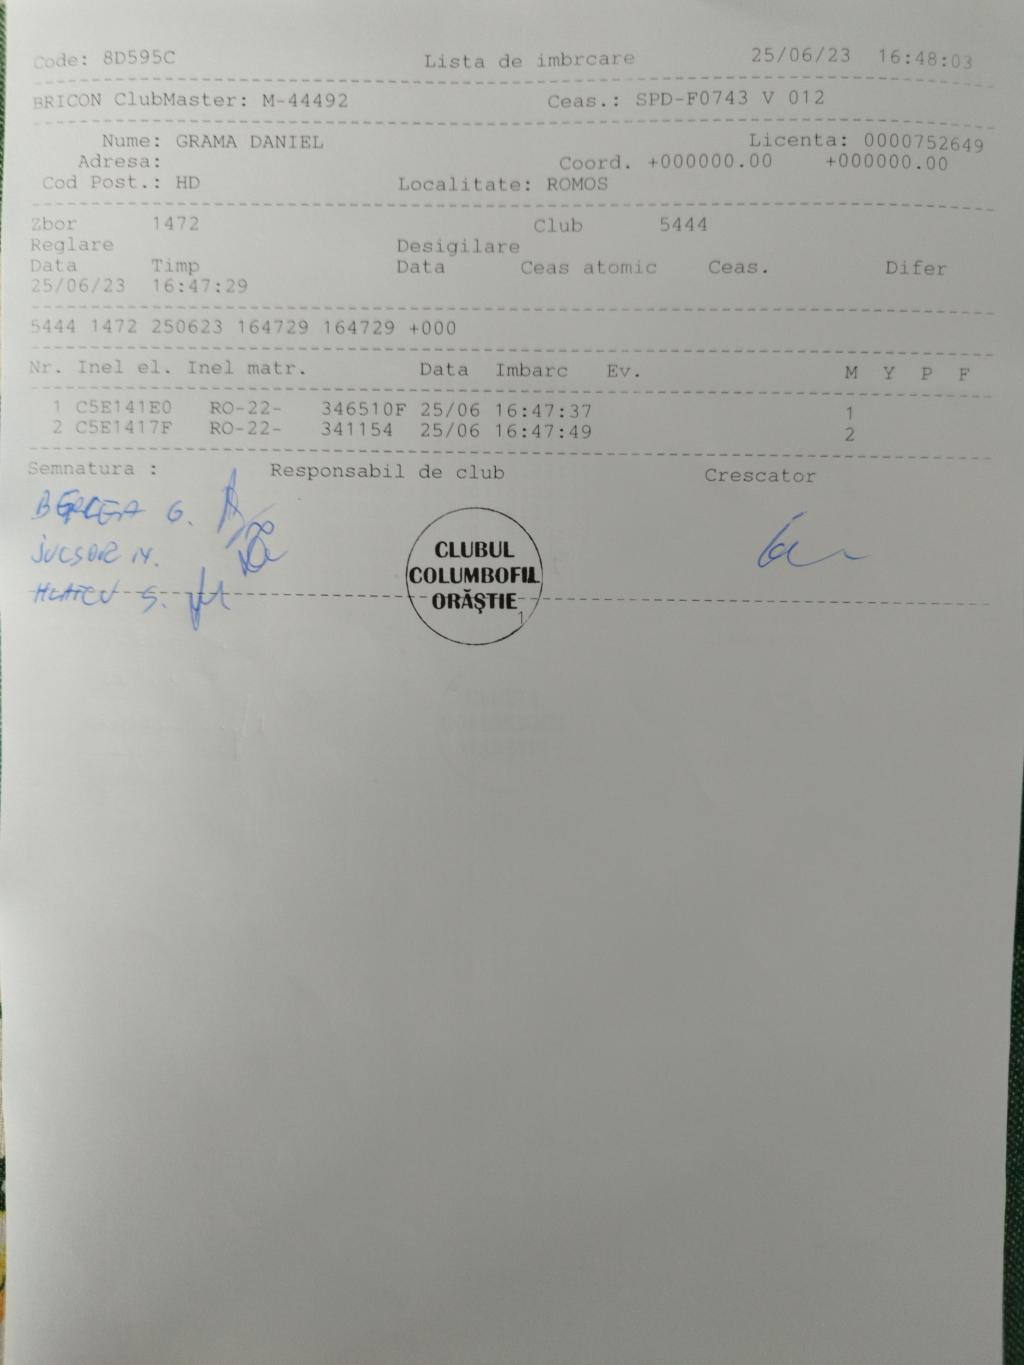 Code: 8D595C Lista de imbrcare 25/06/23 16:48:03
BRICON ClubMaster: M-44492 Ceas.: SPD-F0743 V 012
Nume: GRAMA DANIEL Licenta: 0000752649
Adresa: Coord. +000000.00 +000000.00
Cod Post.: HD Localitate: ROMOS
Zbor 1472 Club 5444
Reglare Desigilare
Data Timp Data Ceas atomic Ceas. Difer
25/06/23 16:47:29
5444 1472 250623 164729 164729 +000
Nr. Inel el. Inel matr. Data Imbarc Ev. M Y P F
1 C5E141E0 RO-22- 346510F 25/06 16:47:37 1
2 C5E1417F RO-22- 341154 25/06 16:47:49 2
Semnatura : Responsabil de club Crescator
BERCEA G.
JUCSOR N.
S.
CLUBUL
COLUMBOFIL
ORĂȘTIE
1